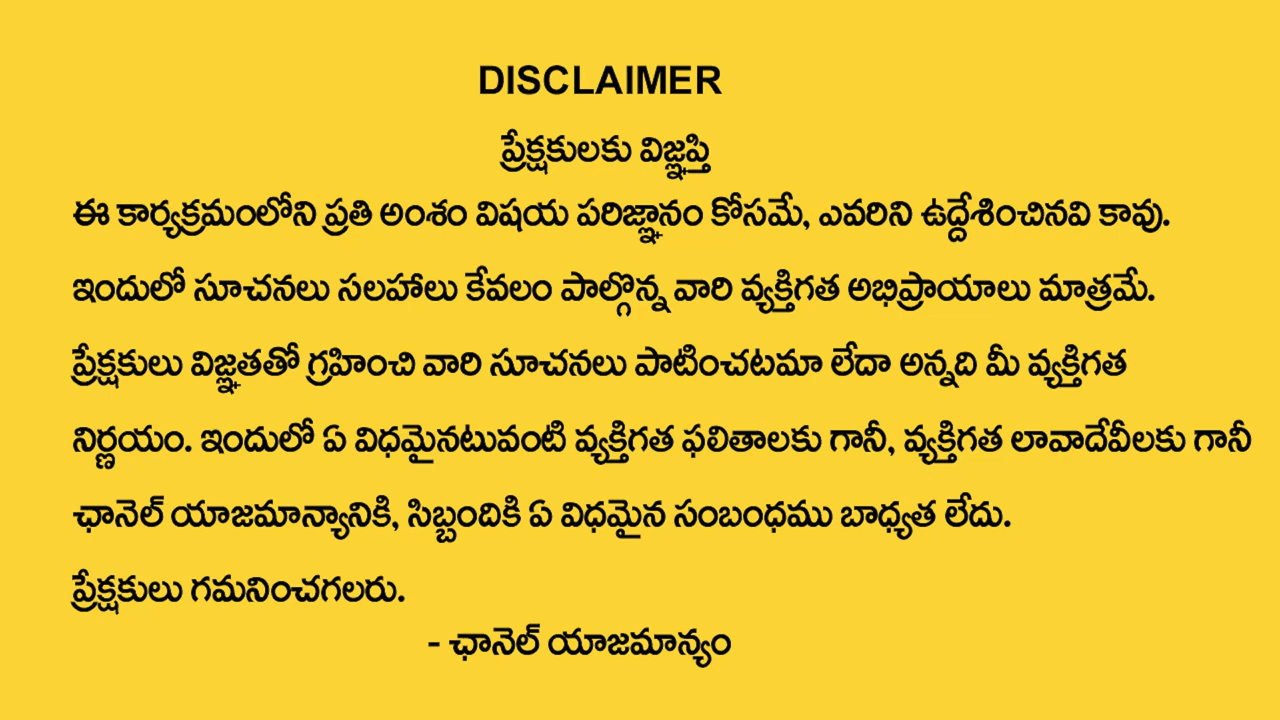 DISCLAIMER
ప్రేక్షకులకు విజ్ఞప్తి
ఈ కార్యక్రమంలోని ప్రతి అంశం విషయ పరిజ్ఞానం కోసమే, ఎవరిని ఉద్దేశించినవి కావు.
ఇందులో సూచనలు సలహాలు కేవలం పాల్గొన్న వారి వ్యక్తిగత అభిప్రాయాలు మాత్రమే.
ప్రేక్షకులు విజ్ఞతతో గ్రహించి వారి సూచనలు పాటించటమా లేదా అన్నది మీ వ్యక్తిగత
నిర్ణయం. ఇందులో ఏ విధమైనటువంటి వ్యక్తిగత ఫలితాలకు గానీ, వ్యక్తిగత లావాదేవీలకు గానీ
ఛానెల్ యాజమాన్యానికి, సిబ్బందికి ఏ విధమైన సంబంధము బాధ్యత లేదు.
ప్రేక్షకులు గమనించగలరు.
- ఛానెల్ యాజమాన్యం